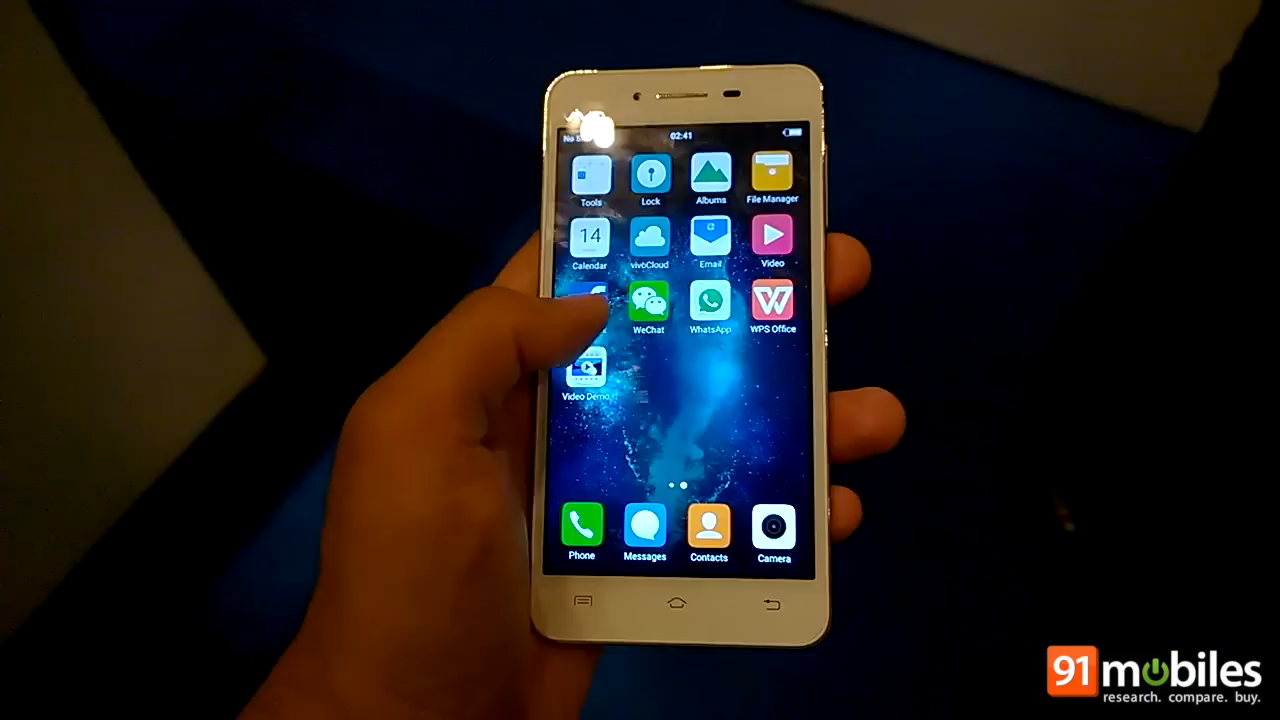 No S
02:41
Tools Lock Albums File Manager
14
Calendar vivoCloud Email Video
WeChat WhatsApp WPS Office
Video Demo
Phone Messages Contacts Camera
91mobiles
research. compare. buy.